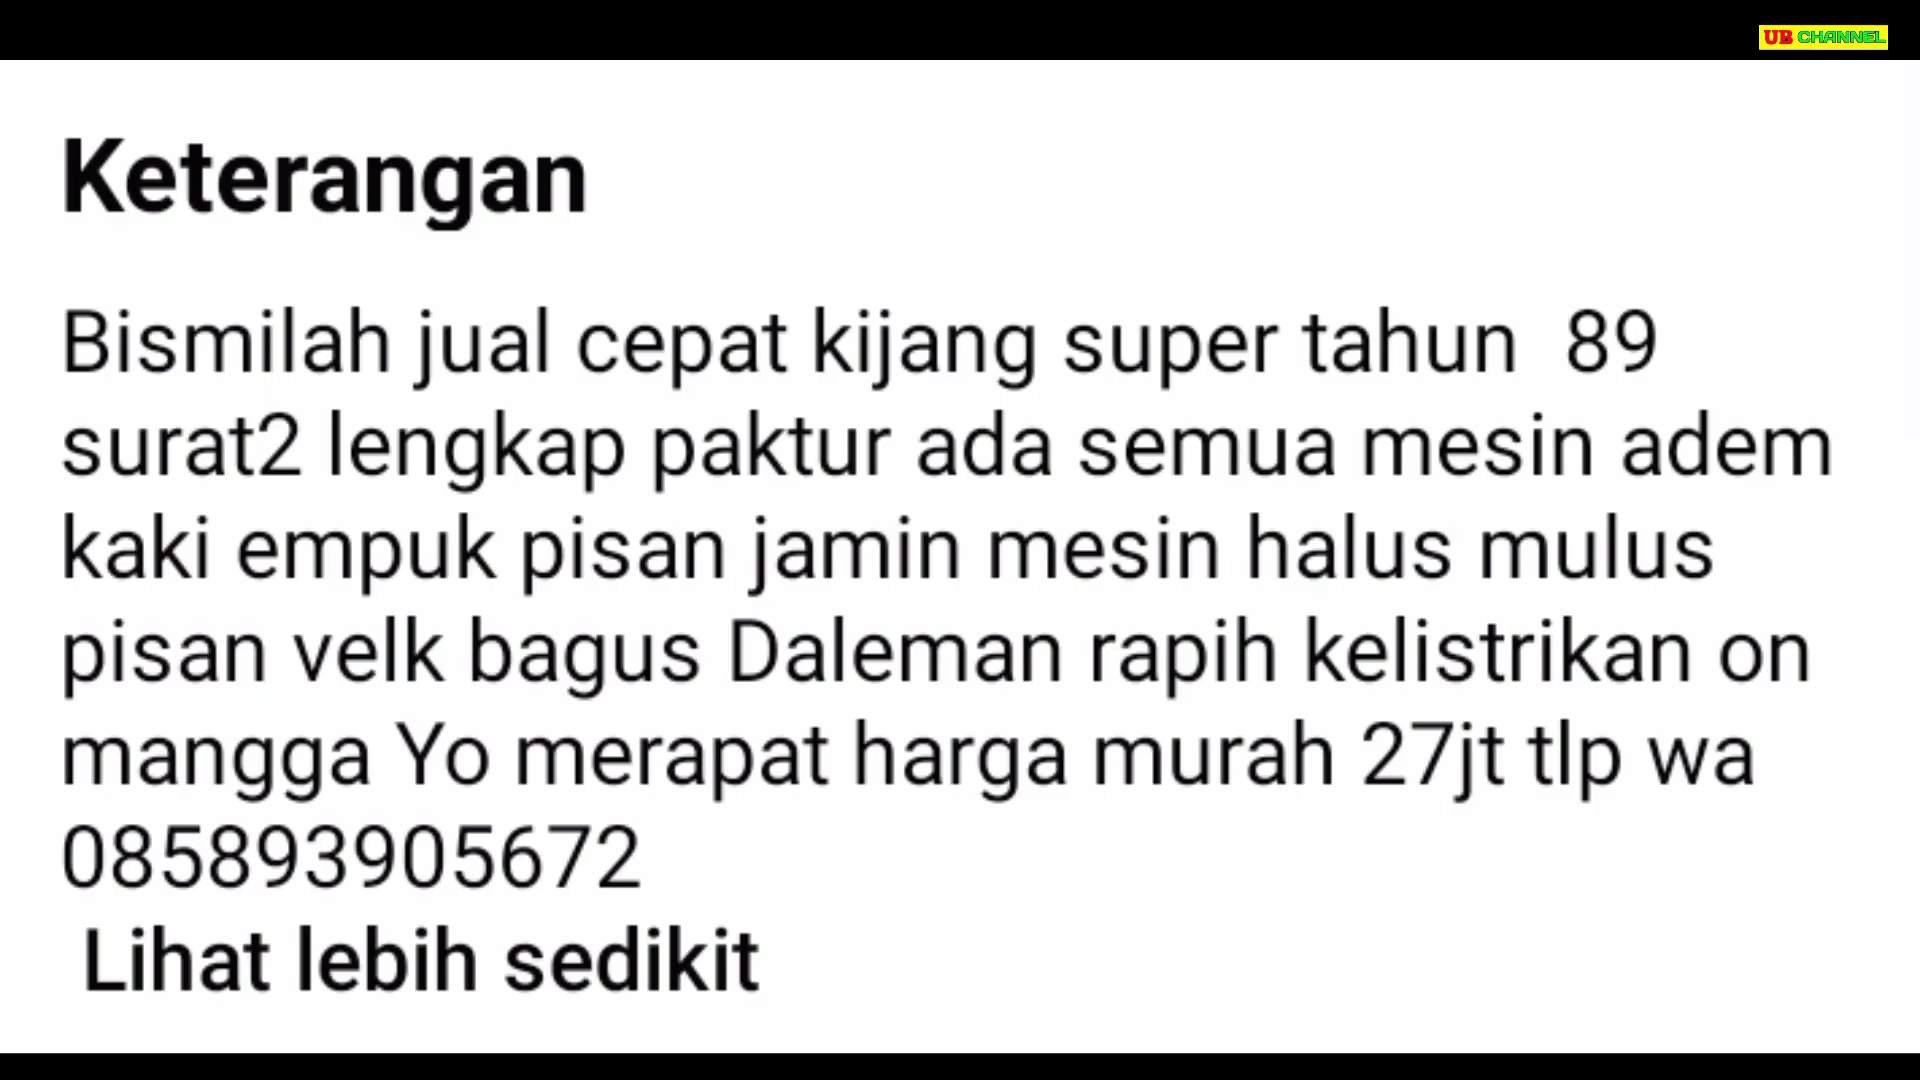 UB CHANNEL
Keterangan
Bismilah jual cepat kijang super tahun 89
surat2 lengkap paktur ada semua mesin adem
kaki empuk pisan jamin mesin halus mulus
pisan velk bagus Daleman rapih kelistrikan on
mangga Yo merapat harga murah 27jt tlp wa
085893905672
Lihat lebih sedikit